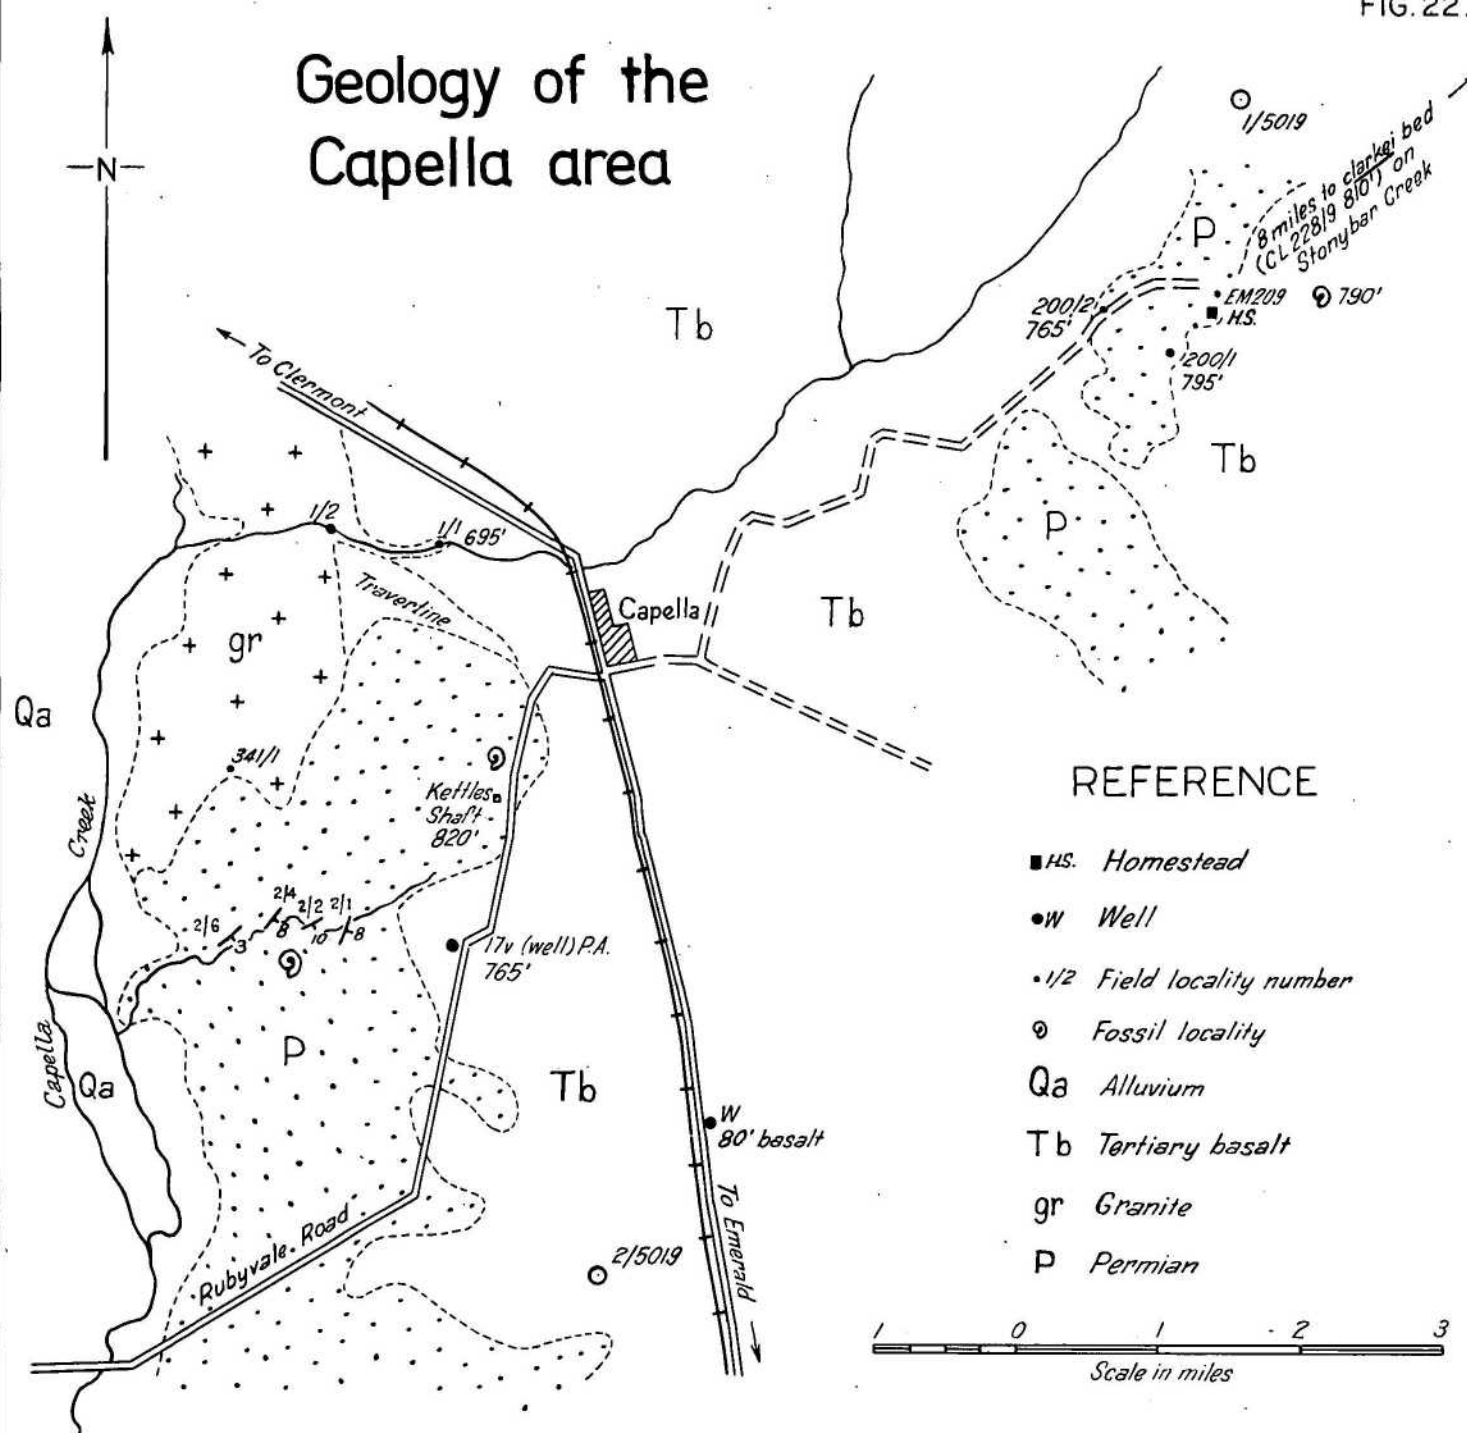 FIG. 22.
Geology of the
Capella area
N
1/5019
8 miles to clarkei bed
(CL 228/9 810') on
Stonybar Creek
P
EM209
H.S.
790'
200/2
765'
200/1
795'
Tb
To Clermont
Tb
P
1/2
1/1 695'
Travertine
Capella
Tb
gr
Qa
341/1
Kettles
Shaft
820'
REFERENCE
H.S. Homestead
W Well
1/2 Field locality number
Fossil locality
Qa Alluvium
Tb Tertiary basalt
gr Granite
P Permian
Capella Creek
2/6
2/4
2/2
2/1
3
8
10
8
17v (well) P.A.
765'
P
Qa
Tb
W
80' basalt
To Emerald
Rubyvale Road
2/5019
1 0 1 2 3
Scale in miles